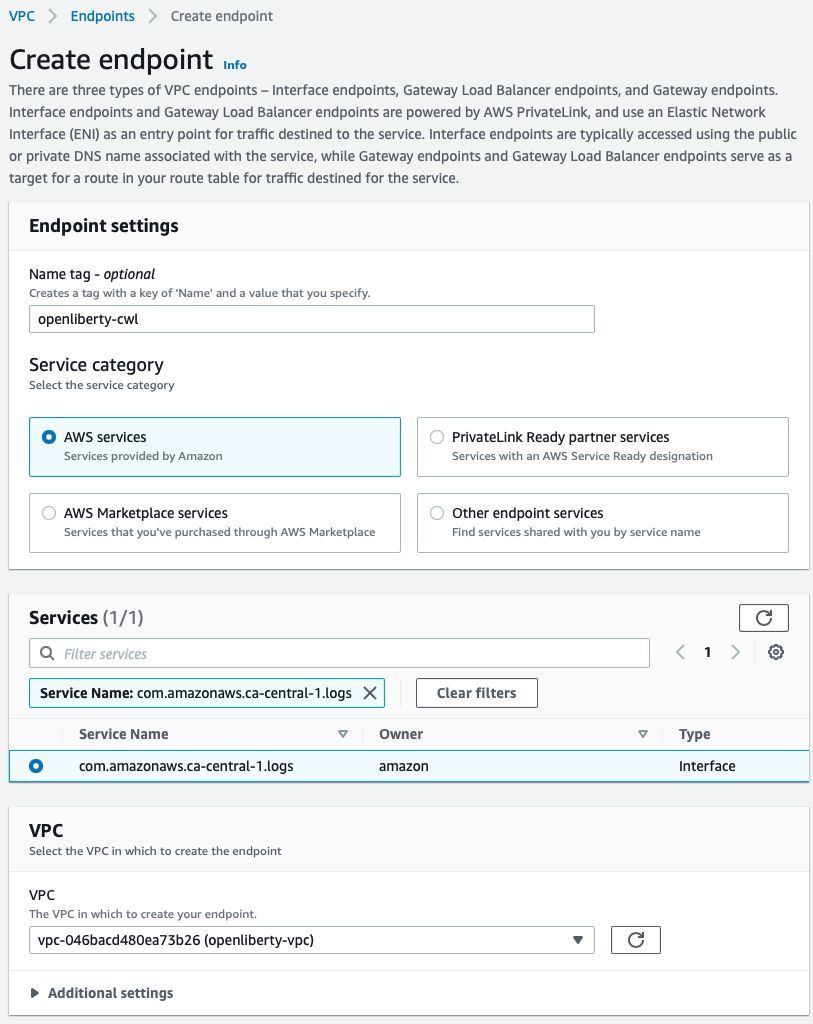 VPC > Endpoints > Create endpoint
Create endpoint Info
There are three types of VPC endpoints – Interface endpoints, Gateway Load Balancer endpoints, and Gateway endpoints.
Interface endpoints and Gateway Load Balancer endpoints are powered by AWS PrivateLink, and use an Elastic Network
Interface (ENI) as an entry point for traffic destined to the service. Interface endpoints are typically accessed using the public
or private DNS name associated with the service, while Gateway endpoints and Gateway Load Balancer endpoints serve as a
target for a route in your route table for traffic destined for the service.
Endpoint settings
Name tag - optional
Creates a tag with a key of 'Name' and a value that you specify.
openliberty-cwl
Service category
Select the service category
AWS services
Services provided by Amazon
PrivateLink Ready partner services
Services with an AWS Service Ready designation
AWS Marketplace services
Services that you've purchased through AWS Marketplace
Other endpoint services
Find services shared with you by service name
Services (1/1)
Filter services
1
Service Name: com.amazonaws.ca-central-1.logs
Clear filters
Service Name Owner Type
com.amazonaws.ca-central-1.logs amazon Interface
VPC
Select the VPC in which to create the endpoint
VPC
The VPC in which to create your endpoint.
vpc-046bacd480ea73b26 (openliberty-vpc)
Additional settings